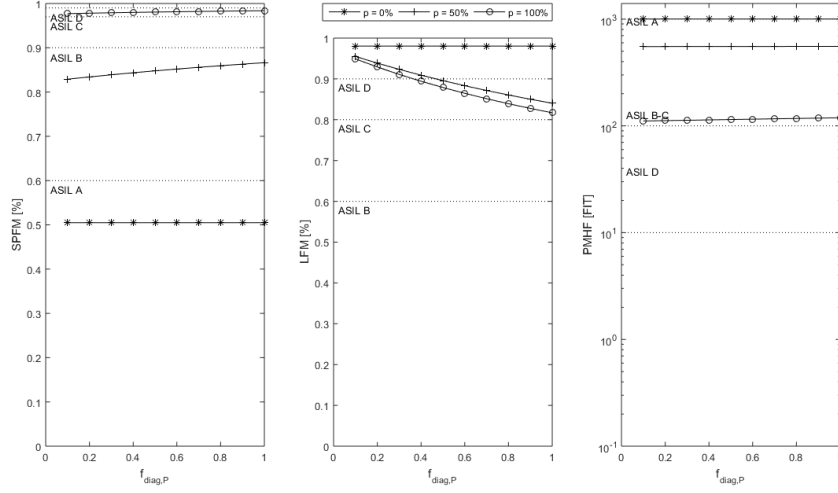 p = 0% p = 50% p = 100%
SPFM [%]
1
0.9
0.8
0.7
0.6
0.5
0.4
0.3
0.2
0.1
0
ASIL D
ASIL C
ASIL B
ASIL A
0 0.2 0.4 0.6 0.8 1
f_diag,P
LFM [%]
1
0.9
0.8
0.7
0.6
0.5
0.4
0.3
0.2
0.1
0
ASIL D
ASIL C
ASIL B
0 0.2 0.4 0.6 0.8 1
f_diag,P
PMHF [FIT]
10^3
10^2
10^1
10^0
10^-1
ASIL A
ASIL B-C
ASIL D
0 0.2 0.4 0.6 0.8 1
f_diag,P